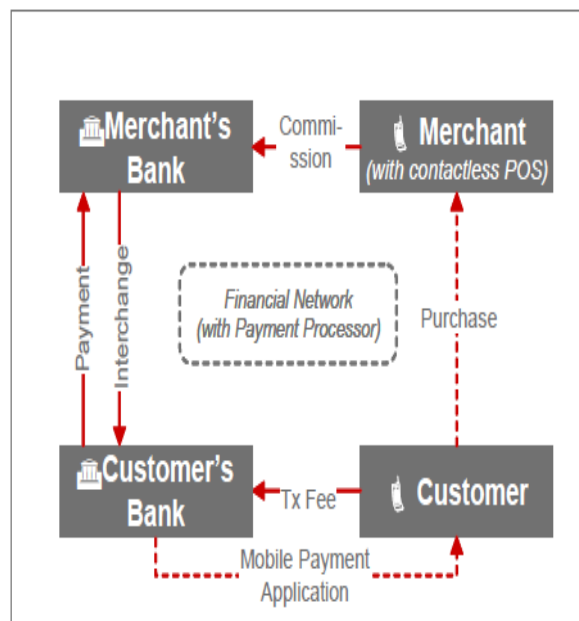 Merchant's
Bank
Commi-
ssion
Merchant
(with contactless POS)
Payment
Interchange
Financial Network
(with Payment Processor)
Purchase
Customer's
Bank
Tx Fee
Customer
Mobile Payment
Application